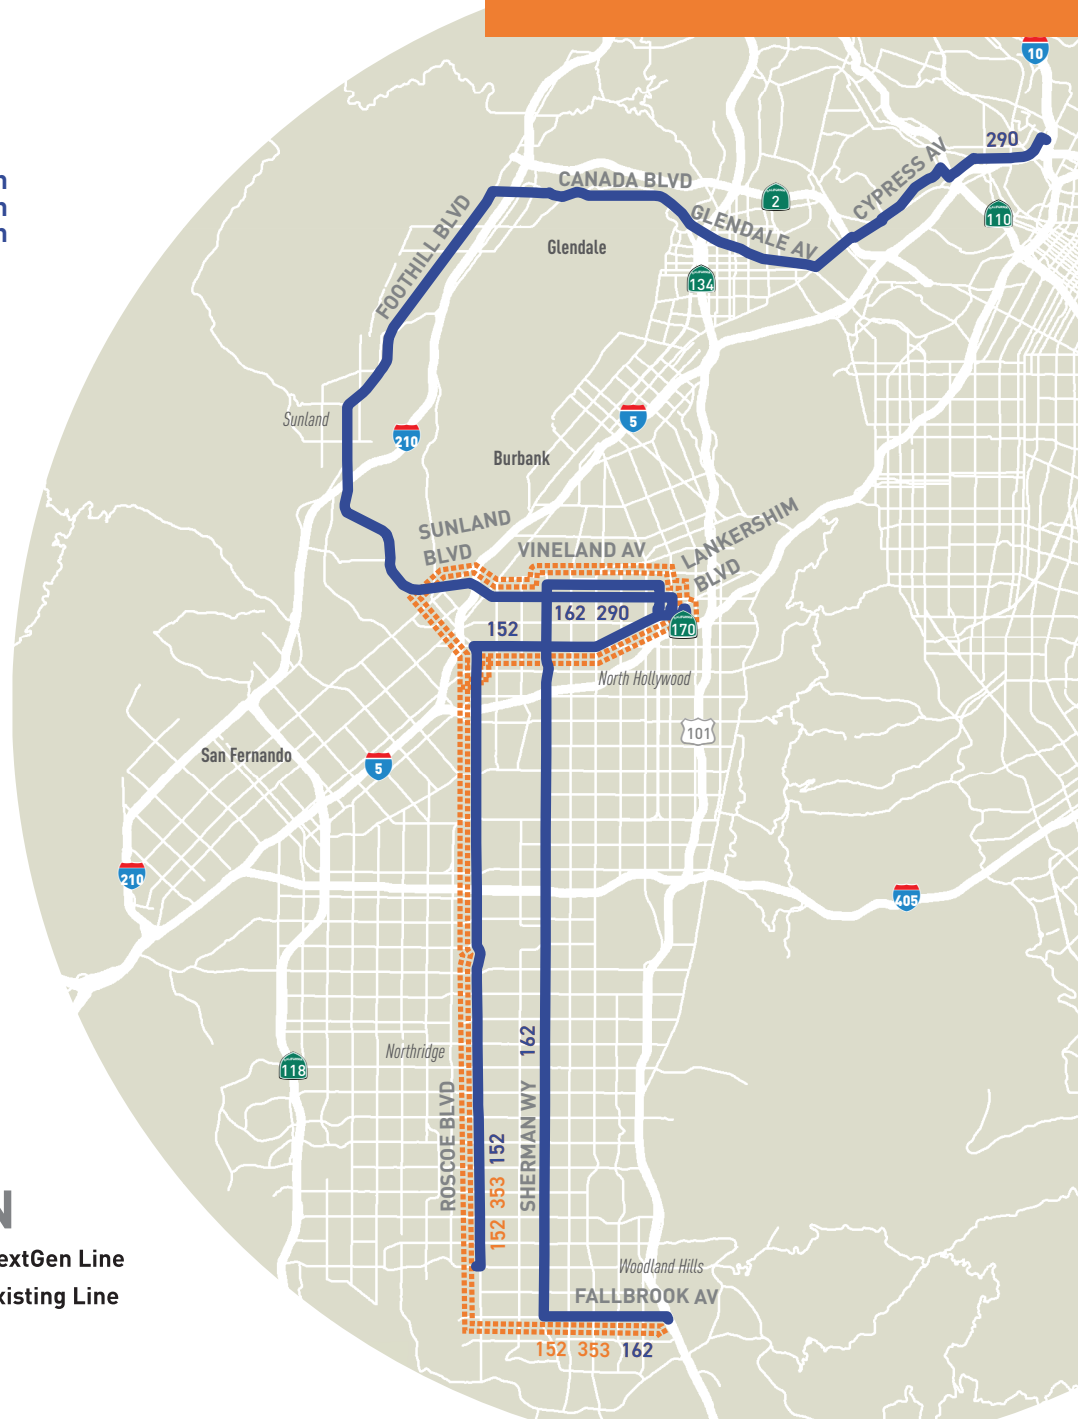 10
290
CANADA BLVD
CYPRESS AV
2
110
FOOTHILL BLVD
GLENDALE AV
Glendale
134
Sunland
5
210
Burbank
SUNLAND
BLVD
VINELAND AV
LANKERSHIM
BLVD
162 290
152
170
North Hollywood
101
San Fernando
5
210
405
Northridge
162
118
ROSCOE BLVD
152 353 152
SHERMAN WY
N
extGen Line
xisting Line
Woodland Hills
FALLBROOK AV
152 353 162